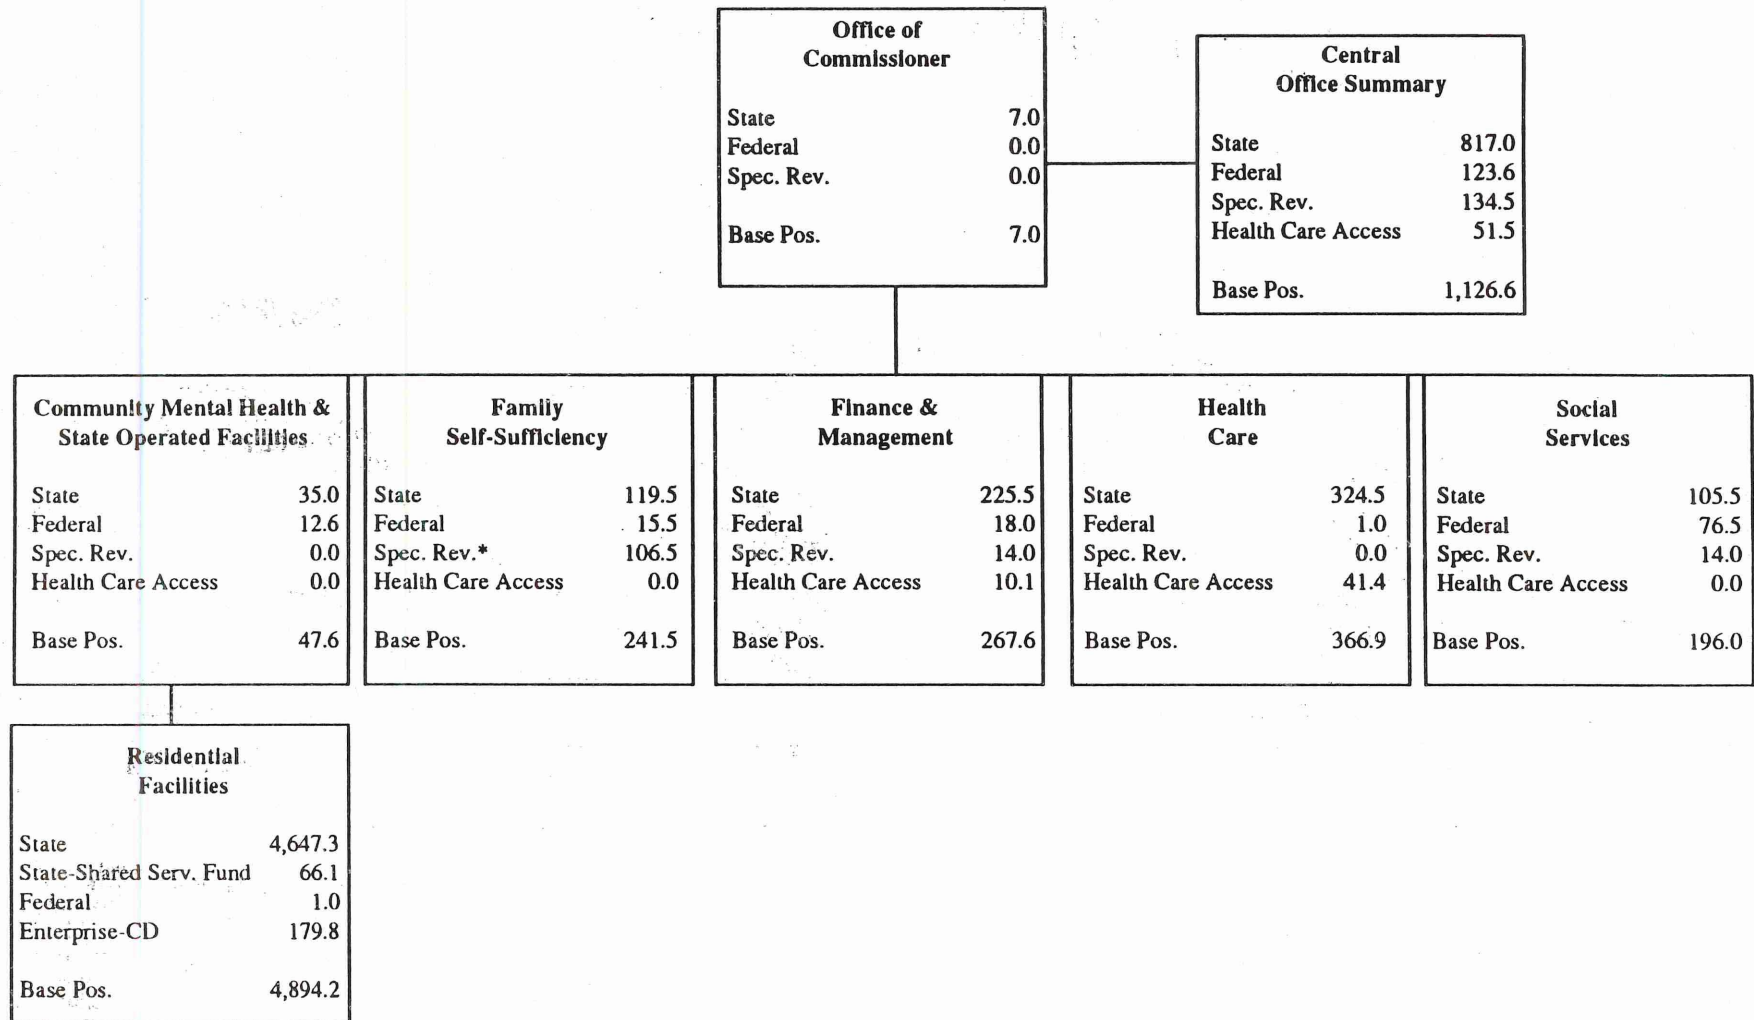 Office of
Commissioner
State 7.0
Federal 0.0
Spec. Rev. 0.0
Base Pos. 7.0
Central
Office Summary
State 817.0
Federal 123.6
Spec. Rev. 134.5
Health Care Access 51.5
Base Pos. 1,126.6
Community Mental Health &
State Operated Facilities
State 35.0
Federal 12.6
Spec. Rev. 0.0
Health Care Access 0.0
Base Pos. 47.6
Family
Self-Sufficiency
State 119.5
Federal 15.5
Spec. Rev.* 106.5
Health Care Access 0.0
Base Pos. 241.5
Finance &
Management
State 225.5
Federal 18.0
Spec. Rev. 14.0
Health Care Access 10.1
Base Pos. 267.6
Health
Care
State 324.5
Federal 1.0
Spec. Rev. 0.0
Health Care Access 41.4
Base Pos. 366.9
Social
Services
State 105.5
Federal 76.5
Spec. Rev. 14.0
Health Care Access 0.0
Base Pos. 196.0
Residential
Facilities
State 4,647.3
State-Shared Serv. Fund 66.1
Federal 1.0
Enterprise-CD 179.8
Base Pos. 4,894.2